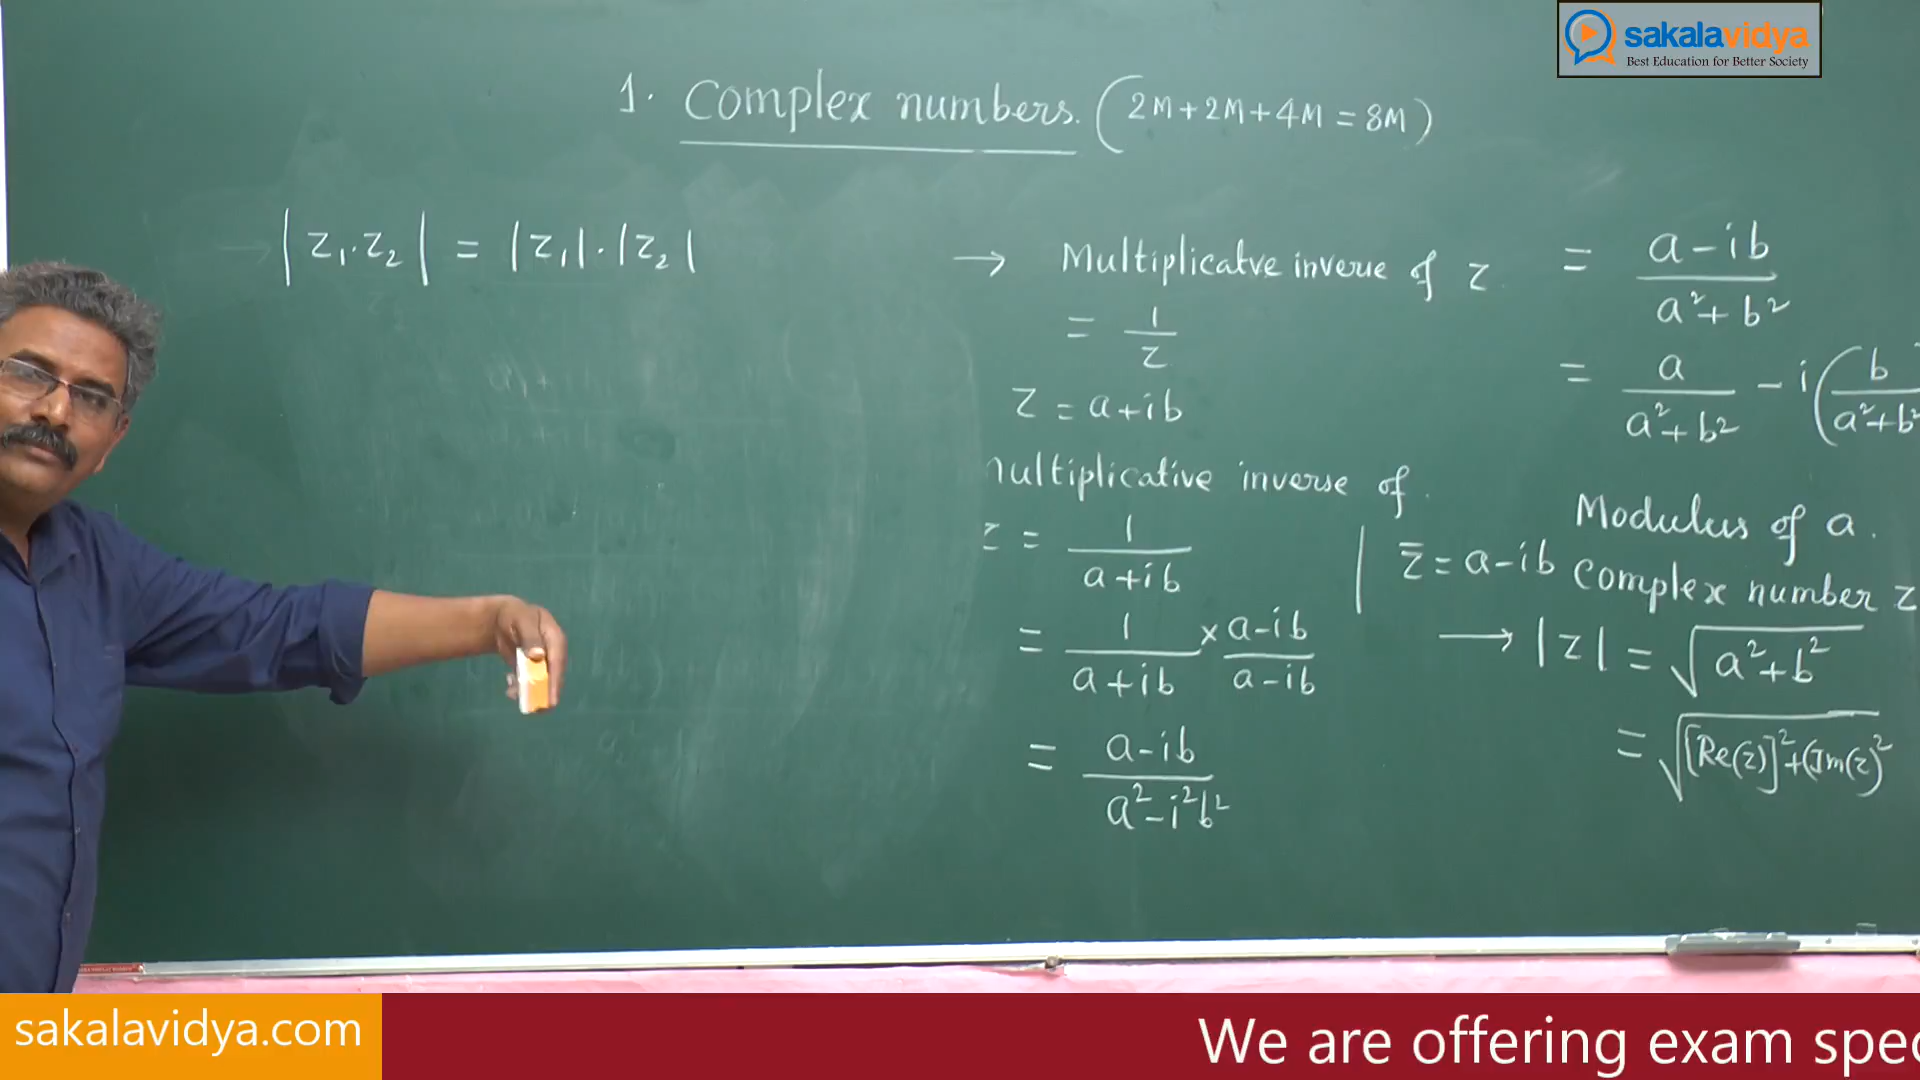 sakalavidya
Best Education for Better Society
1. Complex numbers. (2M+2M+4M = 8M)
→ |z₁·z₂| = |z₁|·|z₂|
→ Multiplicatve inverse of z
= 1/z
z = a+ib
multiplicative inverse of
z = 1/(a+ib)
= 1/(a+ib) × (a-ib)/(a-ib)
= (a-ib)/(a²-i²b²)
z̄ = a-ib
= (a-ib)/(a²+b²)
= a/(a²+b²) - i(b/(a²+b²
Modulus of a
complex number z
→ |z| = √(a²+b²)
= √([Re(z)]²+(Im(z)²
sakalavidya.com
We are offering exam spec